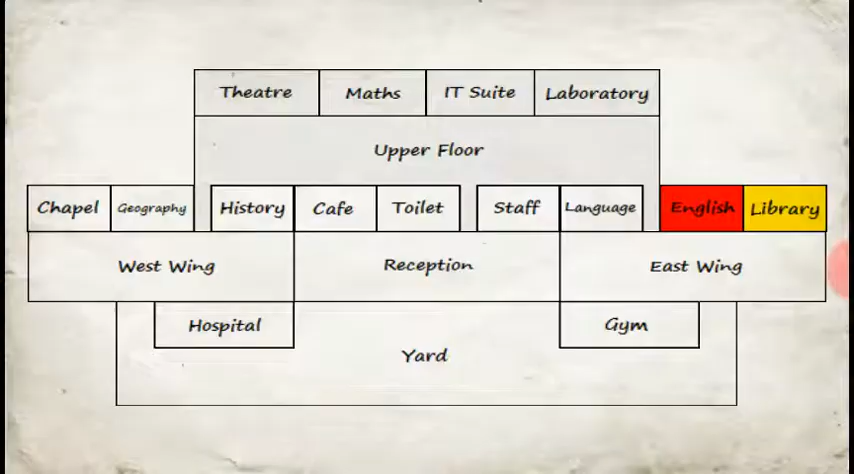 Theatre Maths IT Suite Laboratory
Upper Floor
Chapel Geography History Cafe Toilet Staff Language English Library
West Wing Reception East Wing
Hospital Gym
Yard